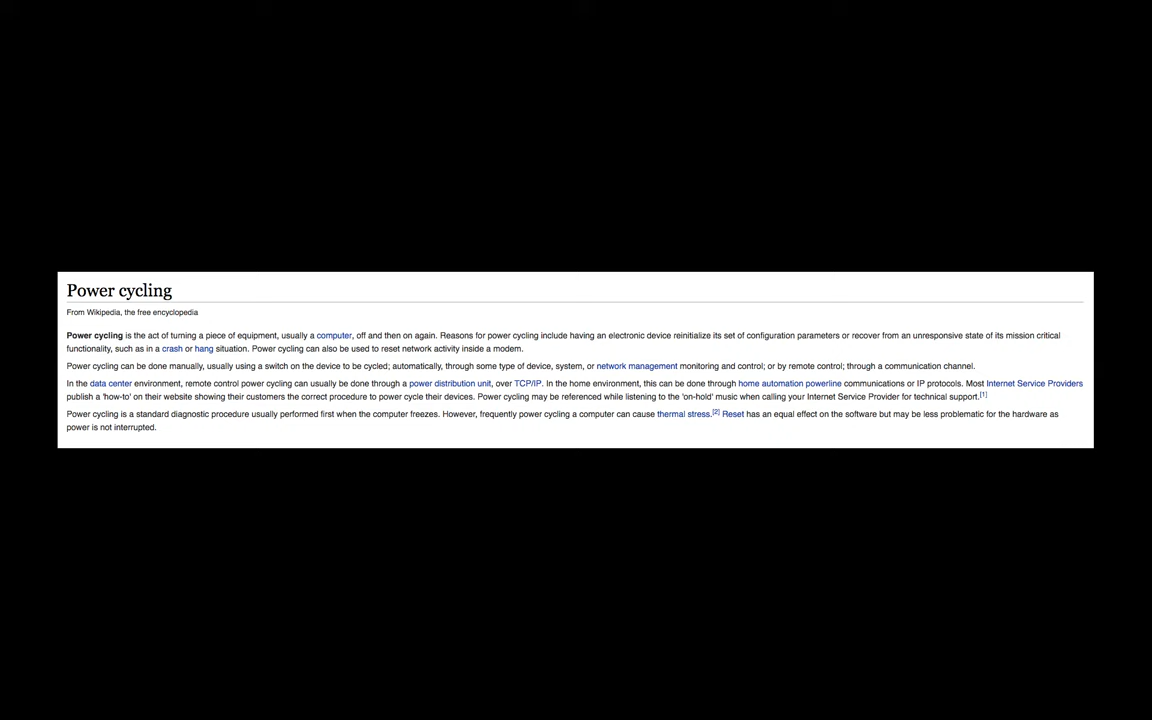 Power cycling
From Wikipedia, the free encyclopedia
Power cycling is the act of turning a piece of equipment, usually a computer, off and then on again. Reasons for power cycling include having an electronic device reinitialize its set of configuration parameters or recover from an unresponsive state of its mission critical
functionality, such as in a crash or hang situation. Power cycling can also be used to reset network activity inside a modem.
Power cycling can be done manually, usually using a switch on the device to be cycled; automatically, through some type of device, system, or network management monitoring and control; or by remote control; through a communication channel.
In the data center environment, remote control power cycling can usually be done through a power distribution unit, over TCP/IP. In the home environment, this can be done through home automation powerline communications or IP protocols. Most Internet Service Providers
publish a 'how-to' on their website showing their customers the correct procedure to power cycle their devices. Power cycling may be referenced while listening to the 'on-hold' music when calling your Internet Service Provider for technical support.[1]
Power cycling is a standard diagnostic procedure usually performed first when the computer freezes. However, frequently power cycling a computer can cause thermal stress.[2] Reset has an equal effect on the software but may be less problematic for the hardware as
power is not interrupted.